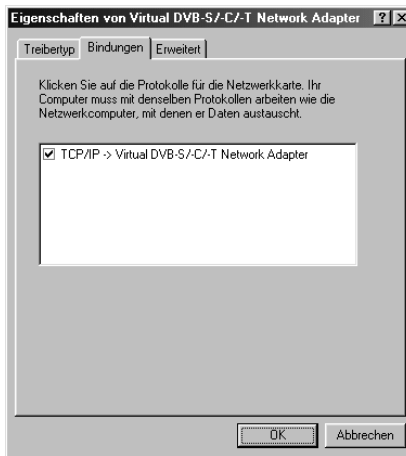 Eigenschaften von Virtual DVB-S/-C/-T Network Adapter
Treibertyp Bindungen Erweitert
Klicken Sie auf die Protokolle für die Netzwerkkarte. Ihr
Computer muss mit denselben Protokollen arbeiten wie die
Netzwerkcomputer, mit denen er Daten austauscht.
TCP/IP -> Virtual DVB-S/-C/-T Network Adapter
OK Abbrechen